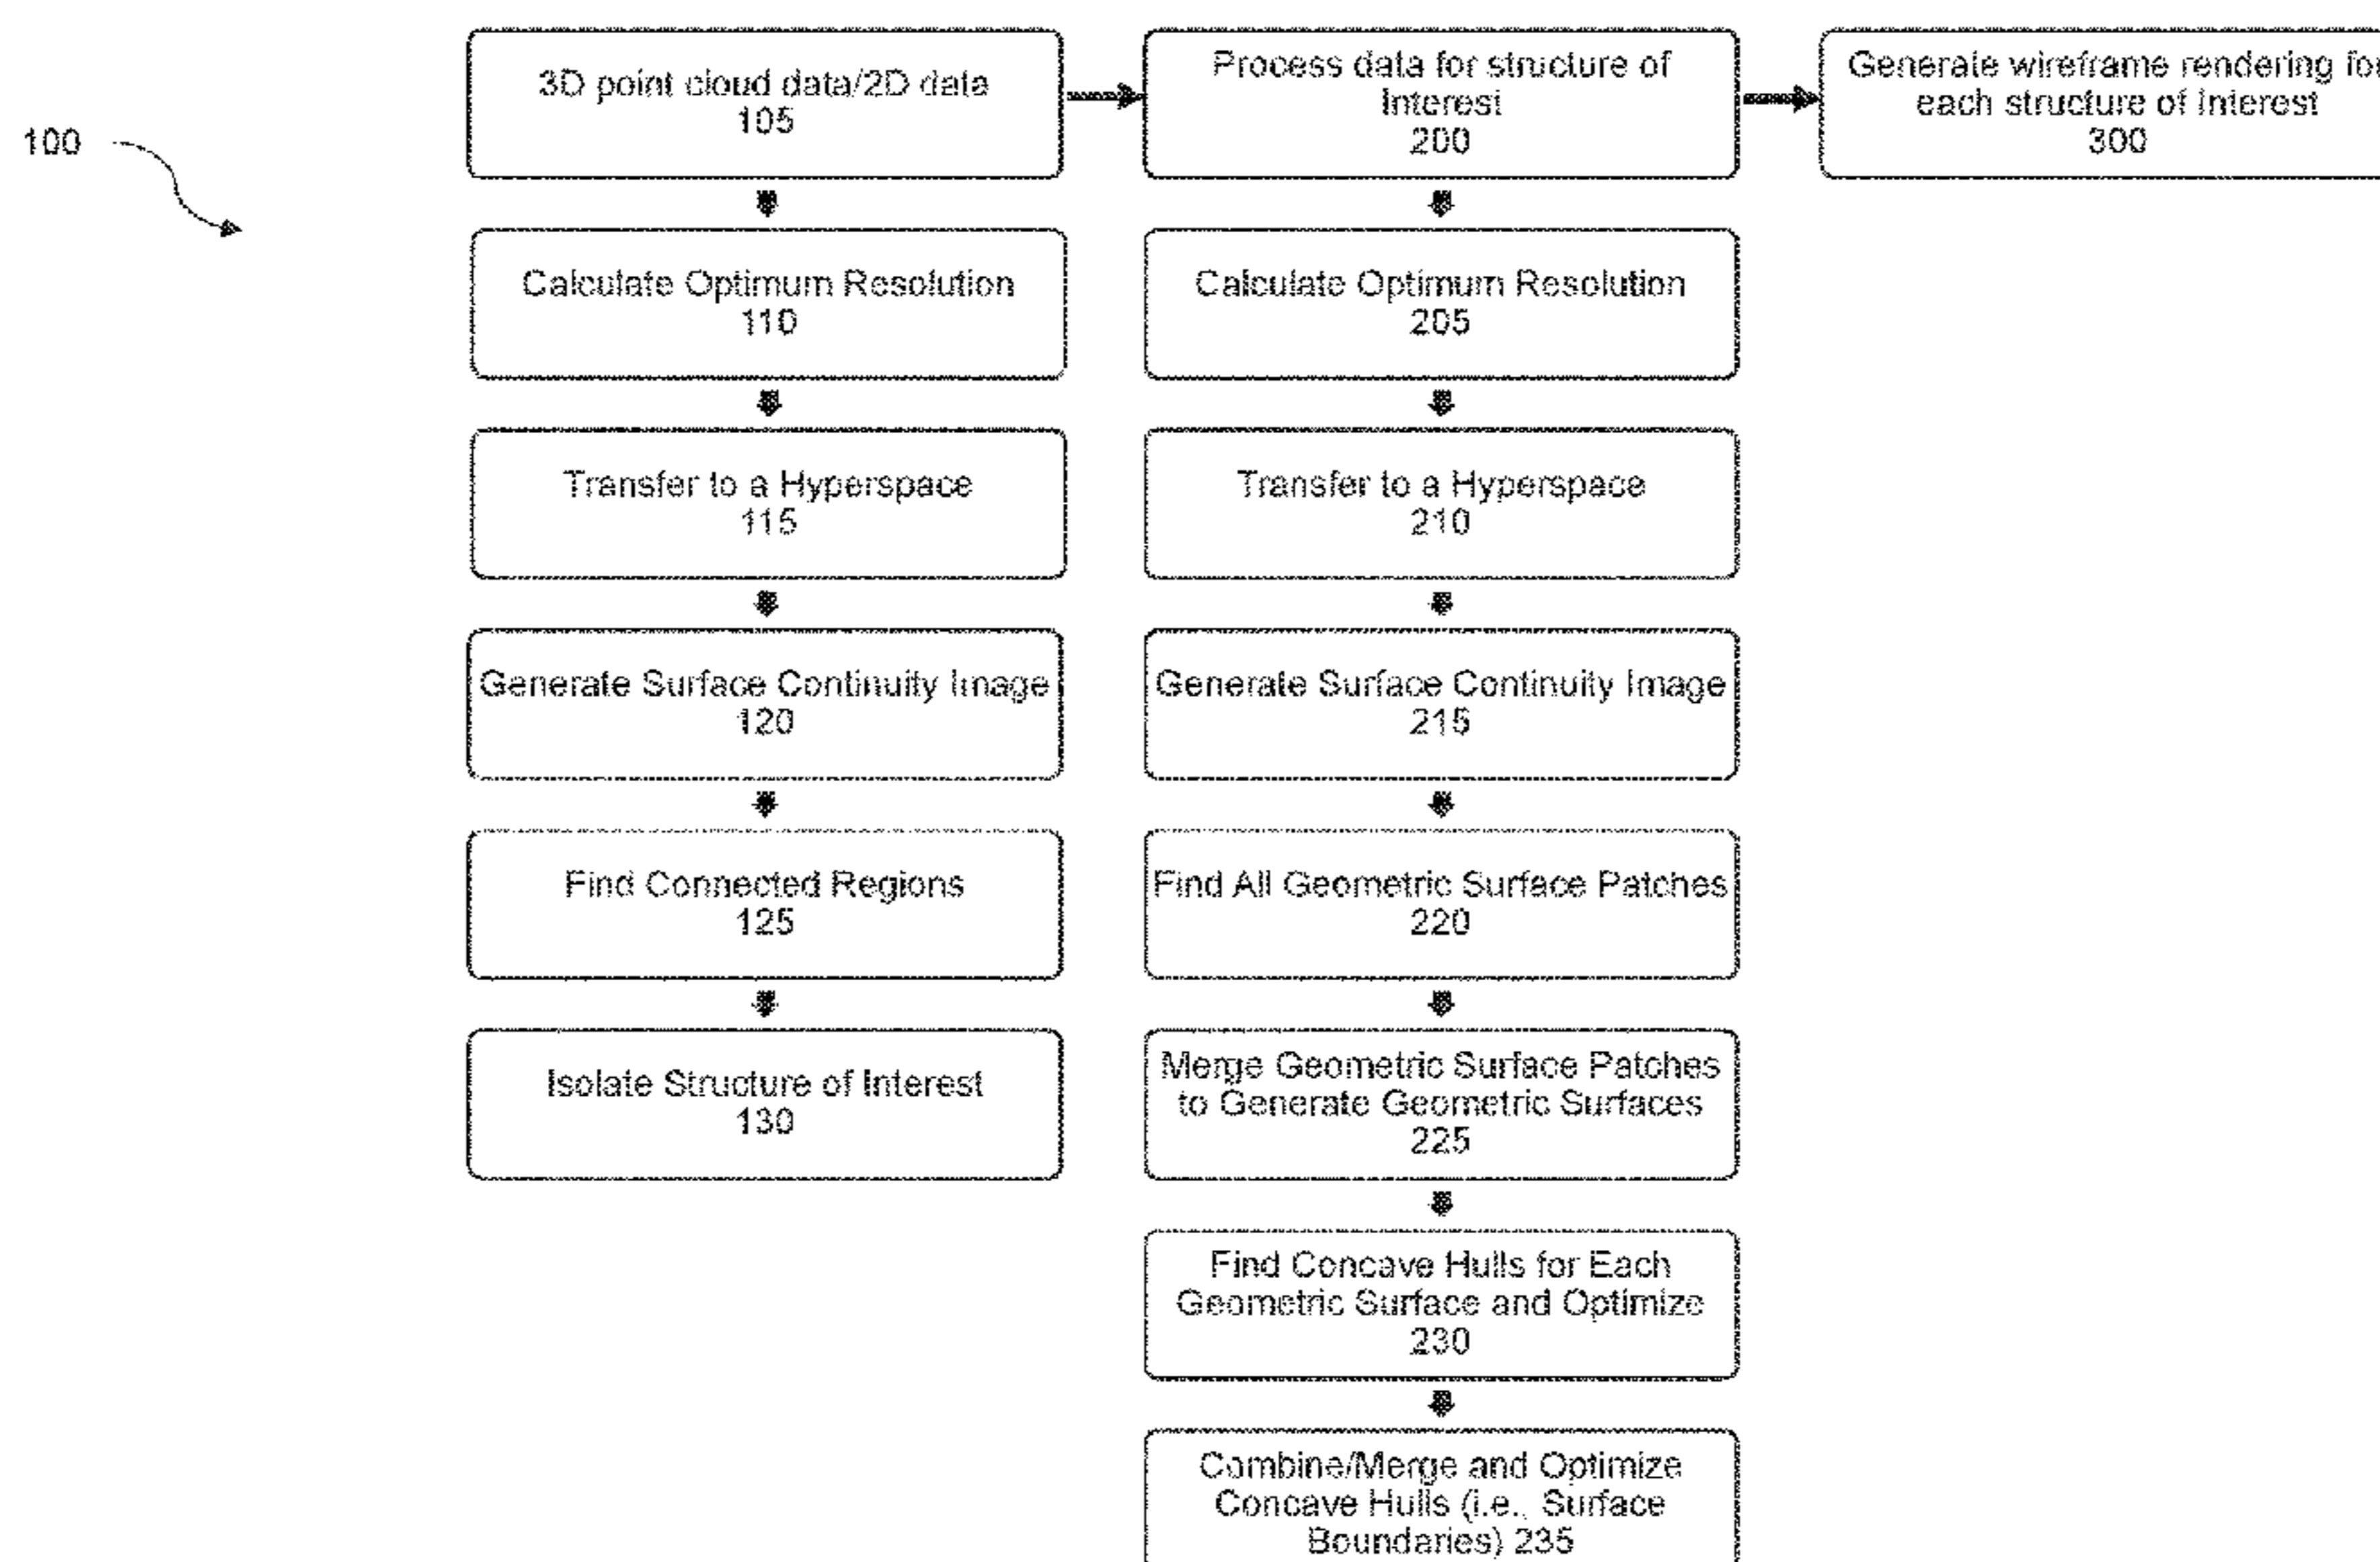 100
3D point cloud data/2D data
105
Calculate Optimum Resolution
110
Transfer to a Hyperspace
115
Generate Surface Continuity Image
120
Find Connected Regions
125
Isolate Structure of Interest
130
Process data for structure of
Interest
200
Calculate Optimum Resolution
205
Transfer to a Hyperspace
210
Generate Surface Continuity Image
215
Find All Geometric Surface Patches
220
Merge Geometric Surface Patches
to Generate Geometric Surfaces
225
Find Concave Hulls for Each
Geometric Surface and Optimize
230
Combine/Merge and Optimize
Concave Hulls (i.e., Surface
Boundaries) 235
Generate wireframe rendering for
each structure of Interest
300